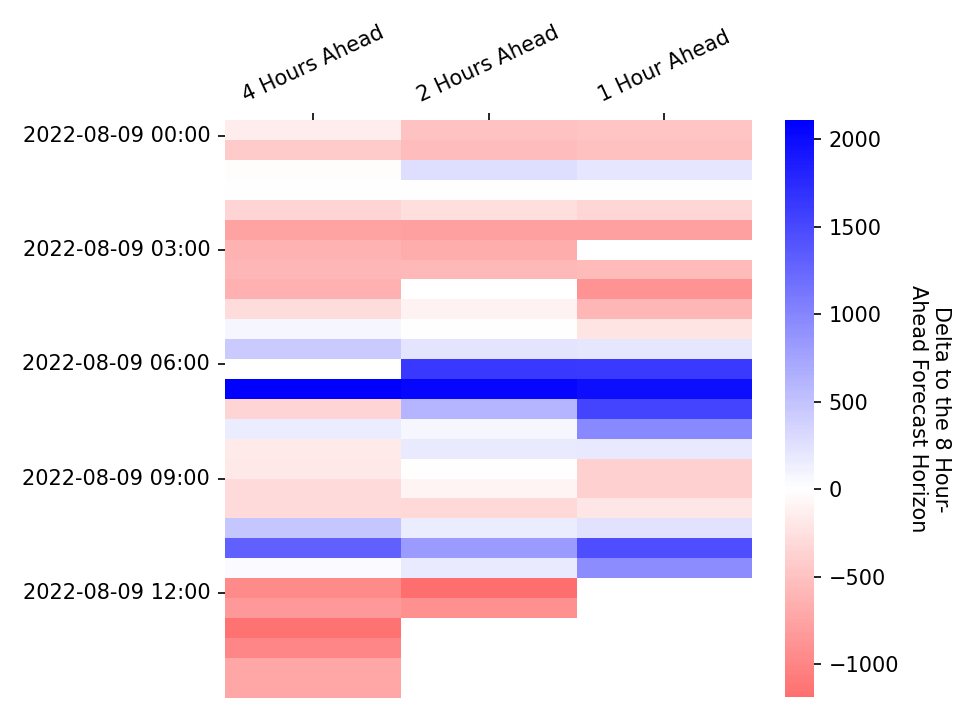 4 Hours Ahead
2 Hours Ahead
1 Hour Ahead
2022-08-09 00:00
2022-08-09 03:00
2022-08-09 06:00
2022-08-09 09:00
2022-08-09 12:00
2000
1500
1000
500
0
−500
−1000
Delta to the 8 Hour-
Ahead Forecast Horizon